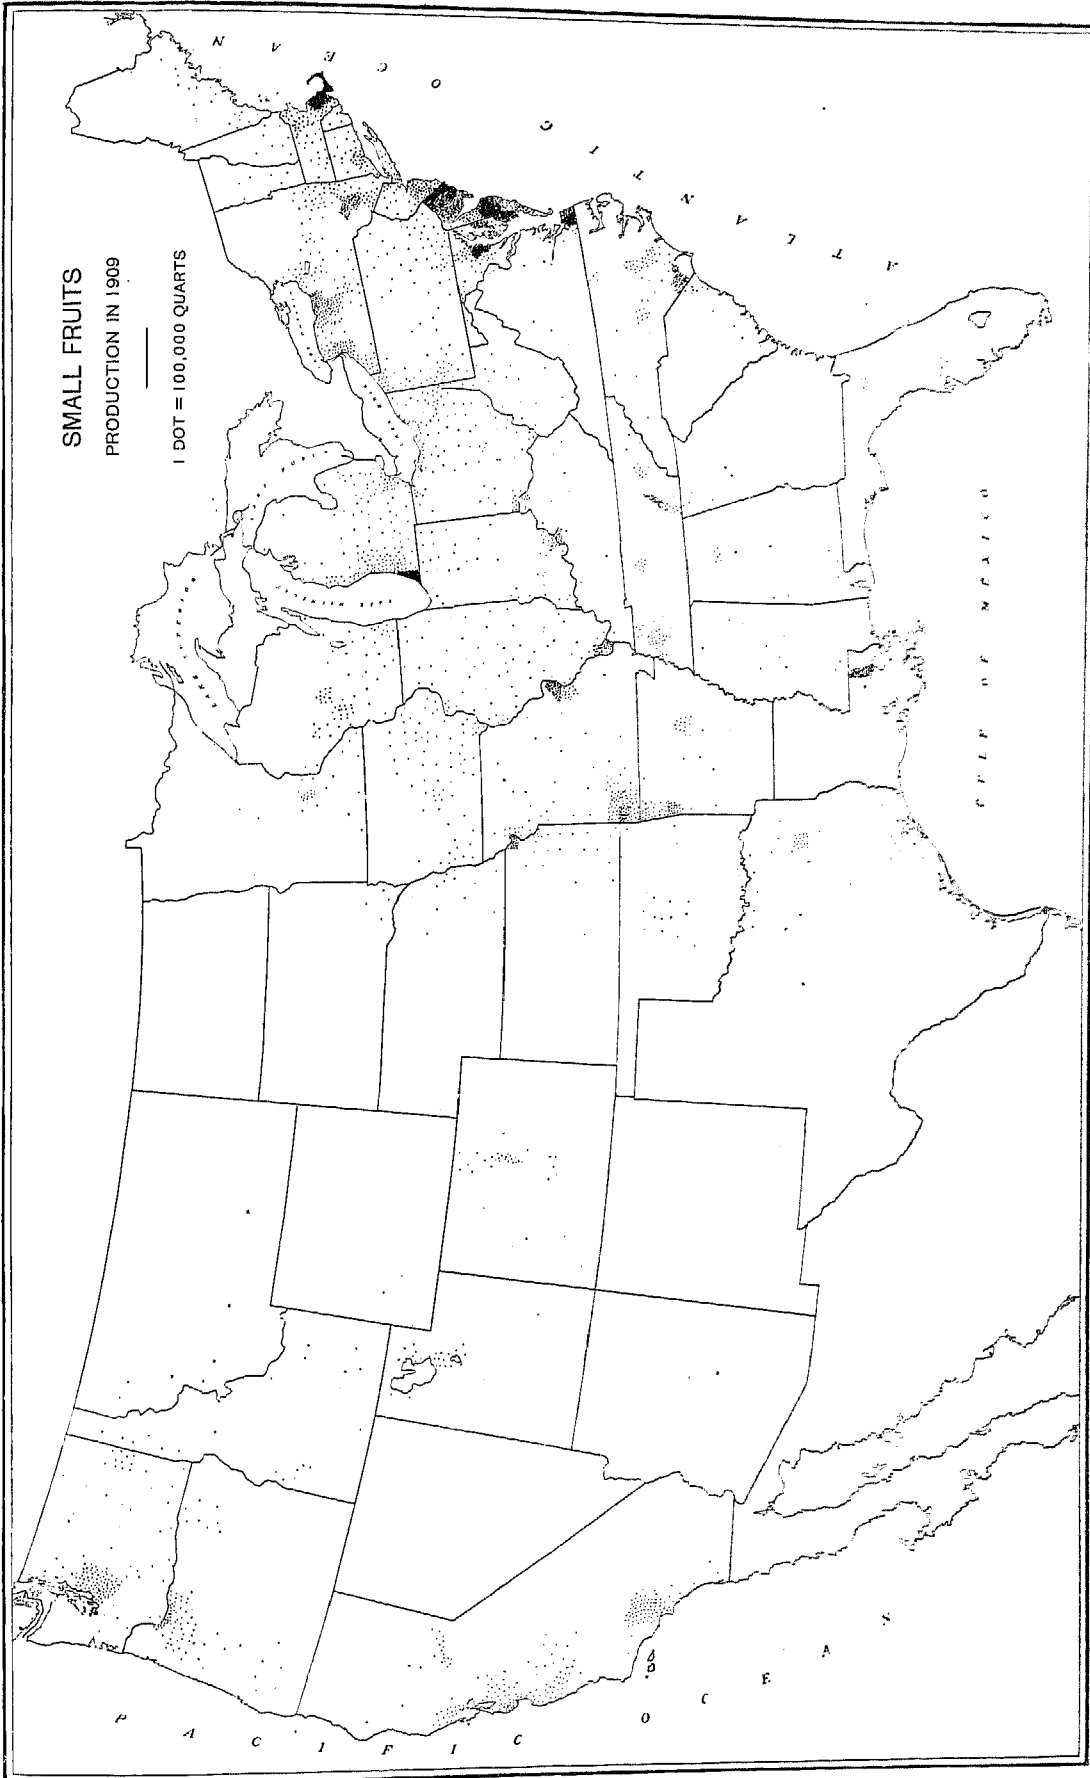 SMALL FRUITS
PRODUCTION IN 1909
1 DOT = 100,000 QUARTS
ATLANTIC OCEAN
GULF OF MEXICO
PACIFIC OCEAN